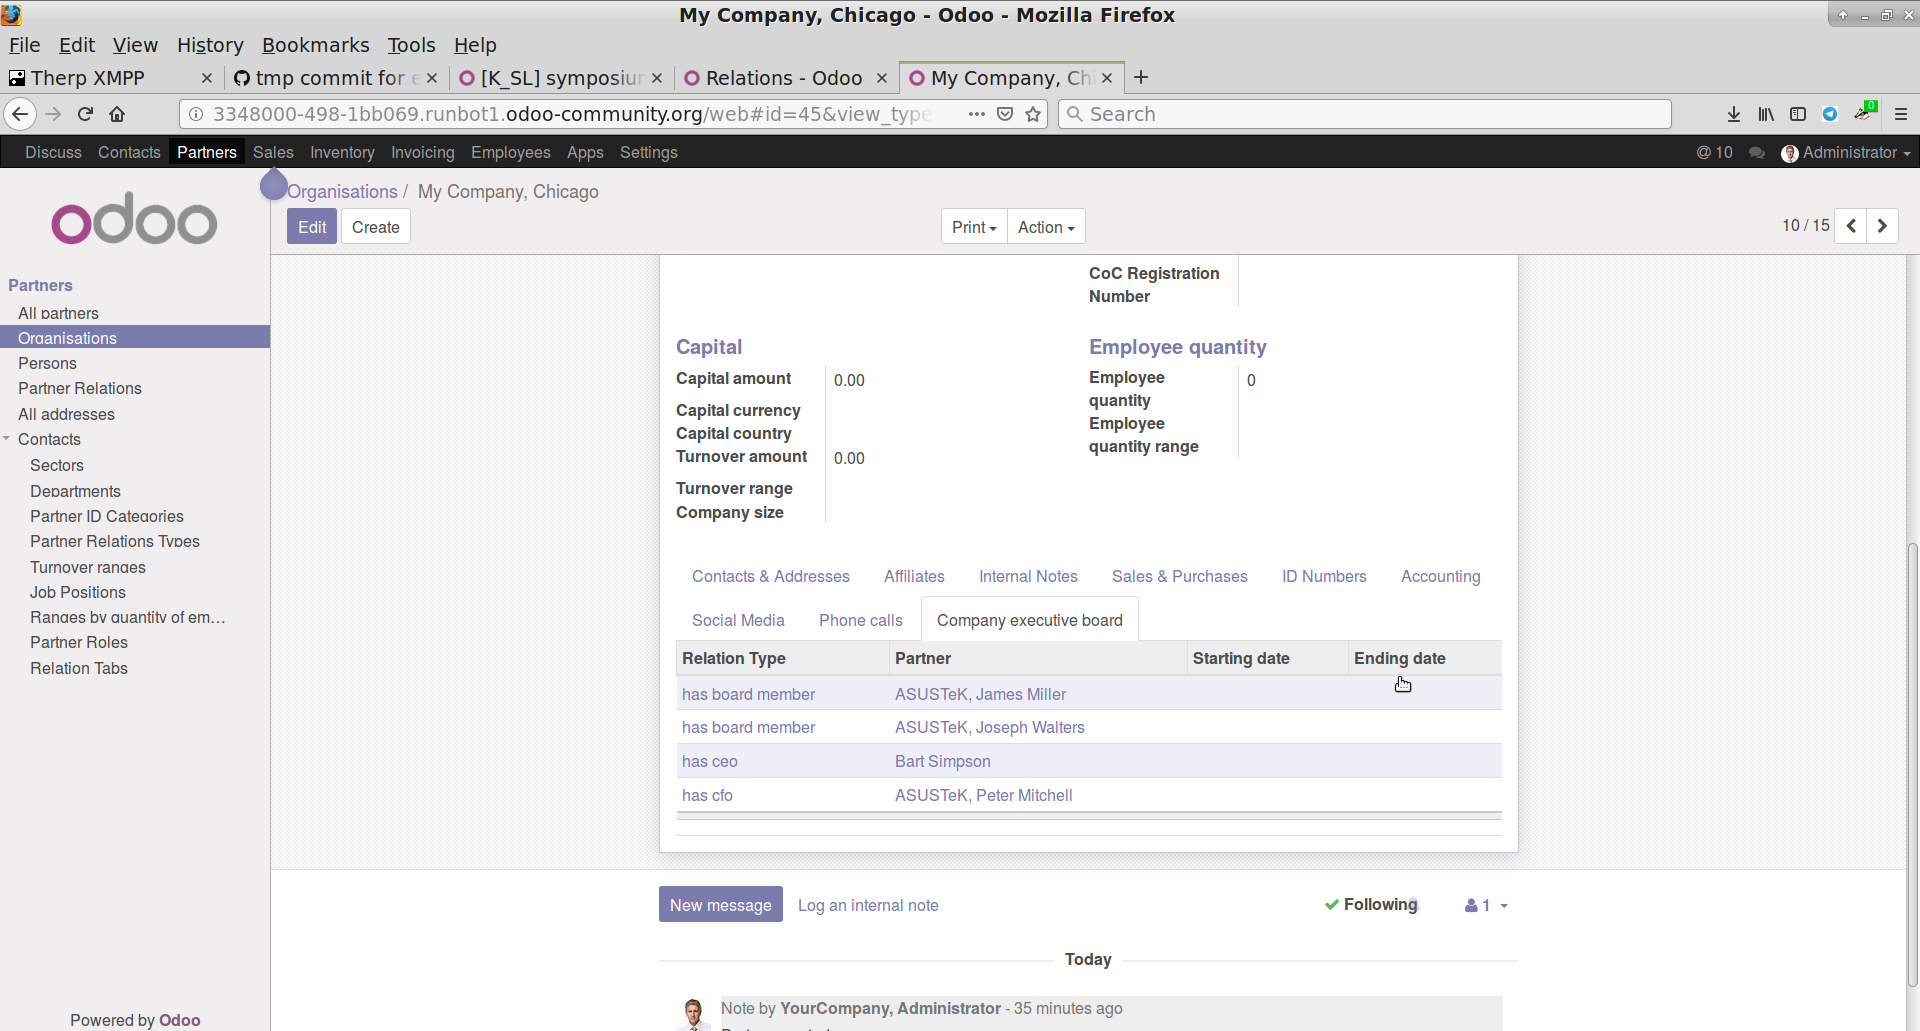 My Company, Chicago - Odoo - Mozilla Firefox
File Edit View History Bookmarks Tools Help
Therp XMPP
tmp commit for e
[K_SL] symposiun
Relations - Odoo
My Company, Chi
3348000-498-1bb069.runbot1.odoo-community.org/web#id=45&view_type
Search
0
Discuss Contacts Partners Sales Inventory Invoicing Employees Apps Settings
@ 10
Administrator
odoo
Organisations / My Company, Chicago
Edit Create
Print Action
10 / 15
Partners
All partners
Organisations
Persons
Partner Relations
All addresses
Contacts
Sectors
Departments
Partner ID Categories
Partner Relations Types
Turnover ranges
Job Positions
Ranges by quantity of em...
Partner Roles
Relation Tabs
Powered by Odoo
CoC Registration
Number
Capital
Capital amount 0.00
Capital currency
Capital country
Turnover amount 0.00
Turnover range
Company size
Employee quantity
Employee
quantity 0
Employee
quantity range
Contacts & Addresses Affiliates Internal Notes Sales & Purchases ID Numbers Accounting
Social Media Phone calls Company executive board
Relation Type Partner Starting date Ending date
has board member ASUSTeK, James Miller
has board member ASUSTeK, Joseph Walters
has ceo Bart Simpson
has cfo ASUSTeK, Peter Mitchell
New message Log an internal note
Following 1
Today
Note by YourCompany, Administrator - 35 minutes ago